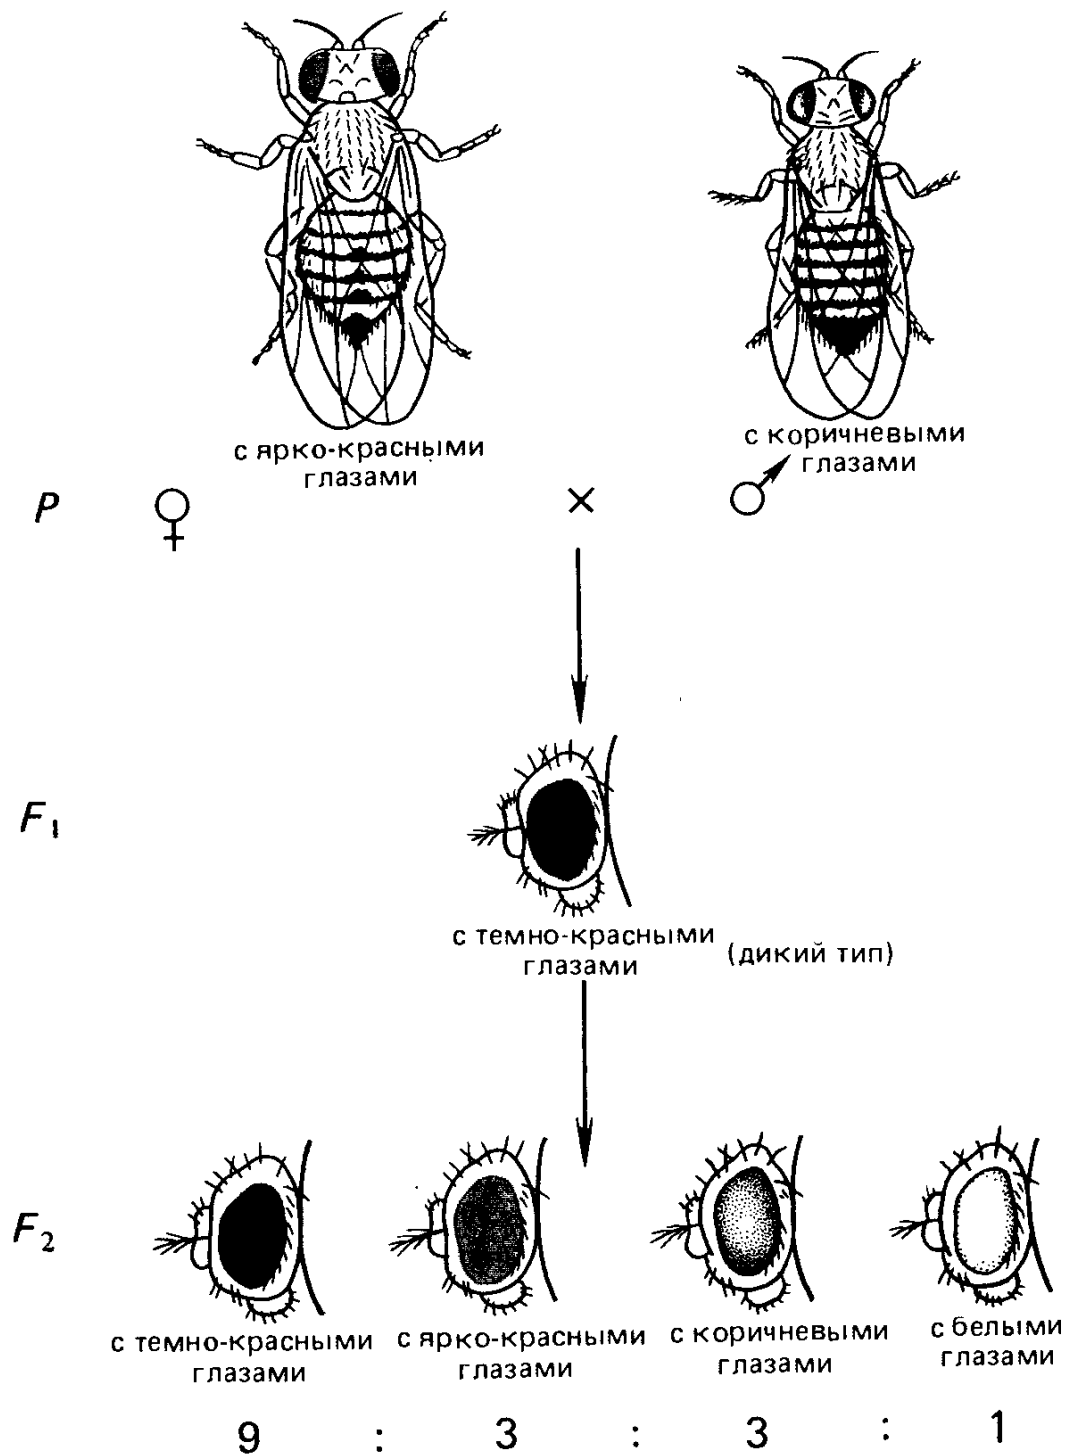 с ярко-красными
глазами
с коричневыми
глазами
P ♀ × ♂
F₁
с темно-красными
глазами
(дикий тип)
F₂
с темно-красными
глазами
с ярко-красными
глазами
с коричневыми
глазами
с белыми
глазами
9 : 3 : 3 : 1